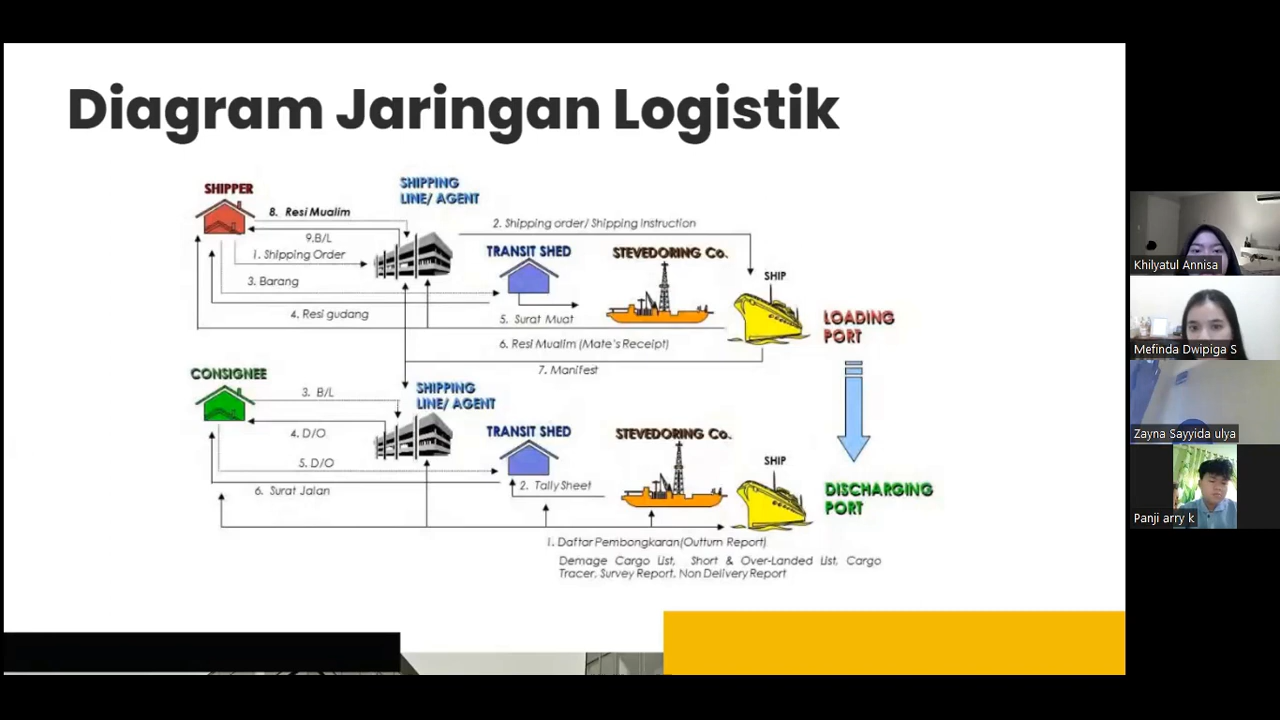 Diagram Jaringan Logistik
SHIPPER
SHIPPING
LINE/ AGENT
8. Resi Mualim
9.B/L
1. Shipping Order
2. Shipping order/ Shipping Instruction
TRANSIT SHED
STEVEDORING Co.
SHIP
3. Barang
4. Resi gudang
5. Surat Muat
LOADING
PORT
6. Resi Mualim (Mate's Receipt)
7. Manifest
CONSIGNEE
SHIPPING
LINE/ AGENT
3. B/L
4. D/O
TRANSIT SHED
STEVEDORING Co.
SHIP
5. D/O
6. Surat Jalan
2. Tally Sheet
DISCHARGING
PORT
1. Daftar Pembongkaran(Outturn Report)
Demage Cargo List, Short & Over-Landed List, Cargo
Tracer, Survey Report, Non Delivery Report
Khilyatul Annisa
Mefinda Dwipiga S
Zayna Sayyida ulya
Panji arry k